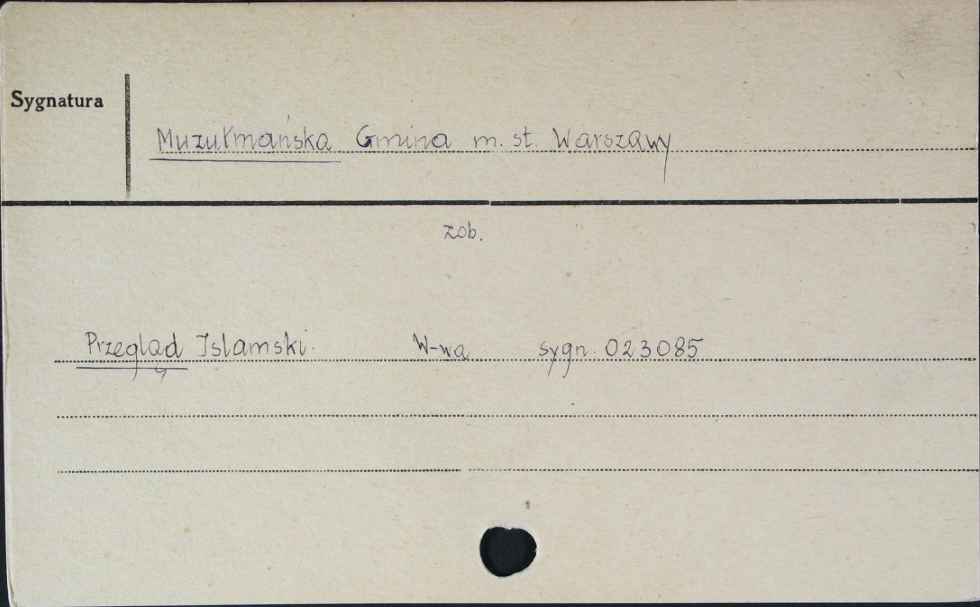 Sygnatura
Muzułmańska Gmina m. st. Warszawy
zob.
Przegląd Islamski. W-wa sygn. 023085